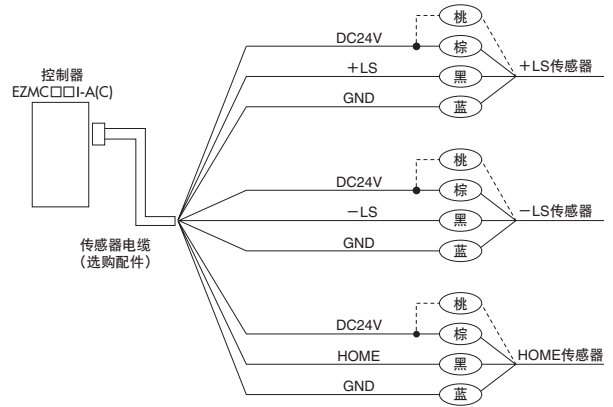 控制器
EZMC□□I-A(C)
传感器电缆
（选购配件）
桃
DC24V
棕
+LS
黑
+LS传感器
GND
蓝
桃
DC24V
棕
-LS
黑
-LS传感器
GND
蓝
桃
DC24V
棕
HOME
黑
HOME传感器
GND
蓝